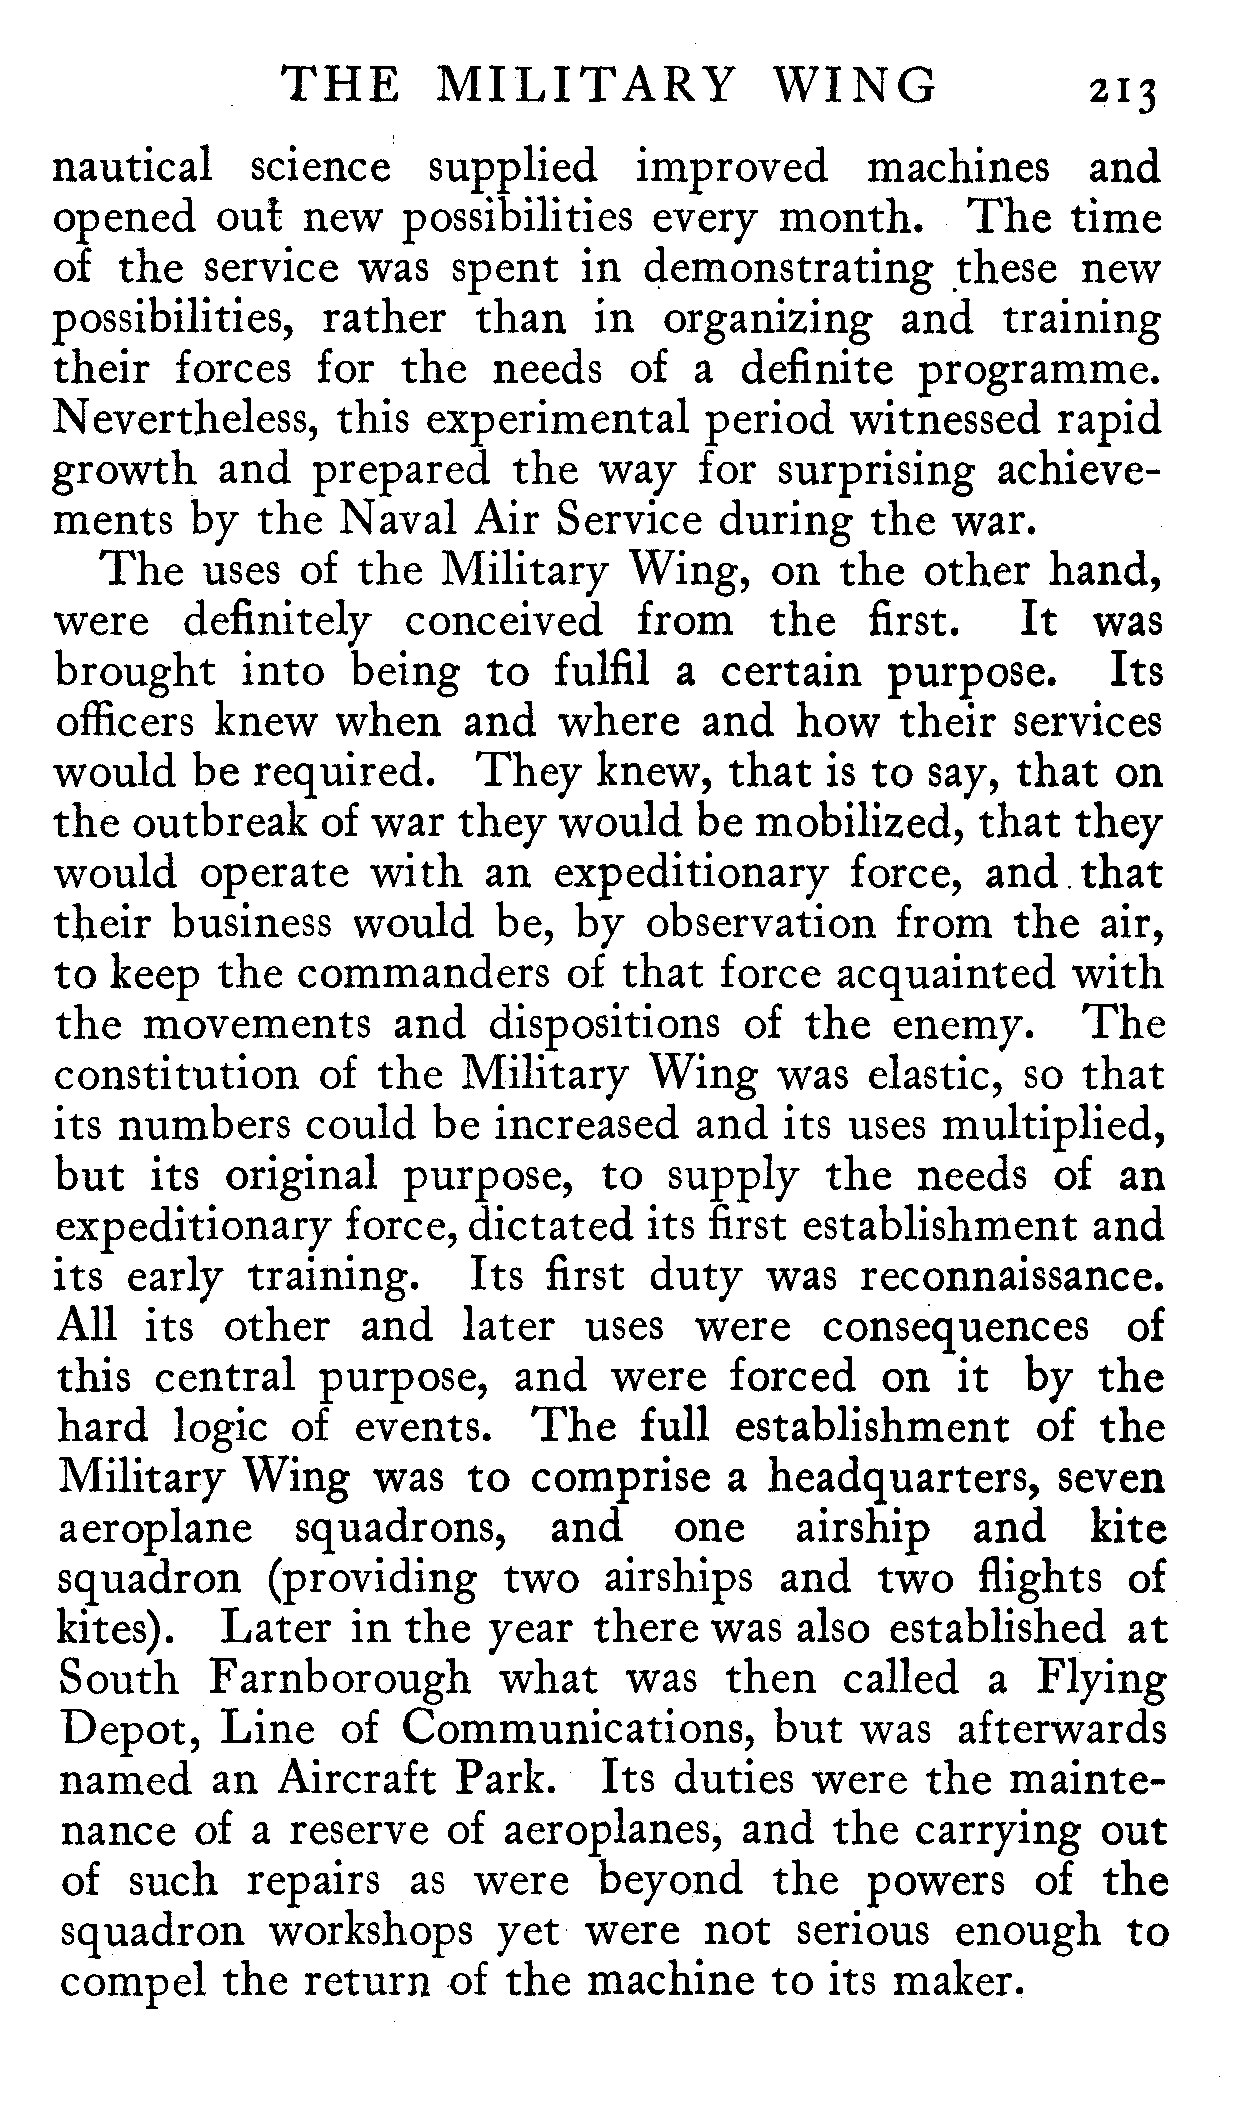 THE MILITARY WING 213
nautical science supplied improved machines and
opened out new possibilities every month. The time
of the service was spent in demonstrating these new
possibilities, rather than in organizing and training
their forces for the needs of a definite programme.
Nevertheless, this experimental period witnessed rapid
growth and prepared the way for surprising achieve-
ments by the Naval Air Service during the war.
The uses of the Military Wing, on the other hand,
were definitely conceived from the first. It was
brought into being to fulfil a certain purpose. Its
officers knew when and where and how their services
would be required. They knew, that is to say, that on
the outbreak of war they would be mobilized, that they
would operate with an expeditionary force, and that
their business would be, by observation from the air,
to keep the commanders of that force acquainted with
the movements and dispositions of the enemy. The
constitution of the Military Wing was elastic, so that
its numbers could be increased and its uses multiplied,
but its original purpose, to supply the needs of an
expeditionary force, dictated its first establishment and
its early training. Its first duty was reconnaissance.
All its other and later uses were consequences of
this central purpose, and were forced on it by the
hard logic of events. The full establishment of the
Military Wing was to comprise a headquarters, seven
aeroplane squadrons, and one airship and kite
squadron (providing two airships and two flights of
kites). Later in the year there was also established at
South Farnborough what was then called a Flying
Depot, Line of Communications, but was afterwards
named an Aircraft Park. Its duties were the mainte-
nance of a reserve of aeroplanes, and the carrying out
of such repairs as were beyond the powers of the
squadron workshops yet were not serious enough to
compel the return of the machine to its maker.